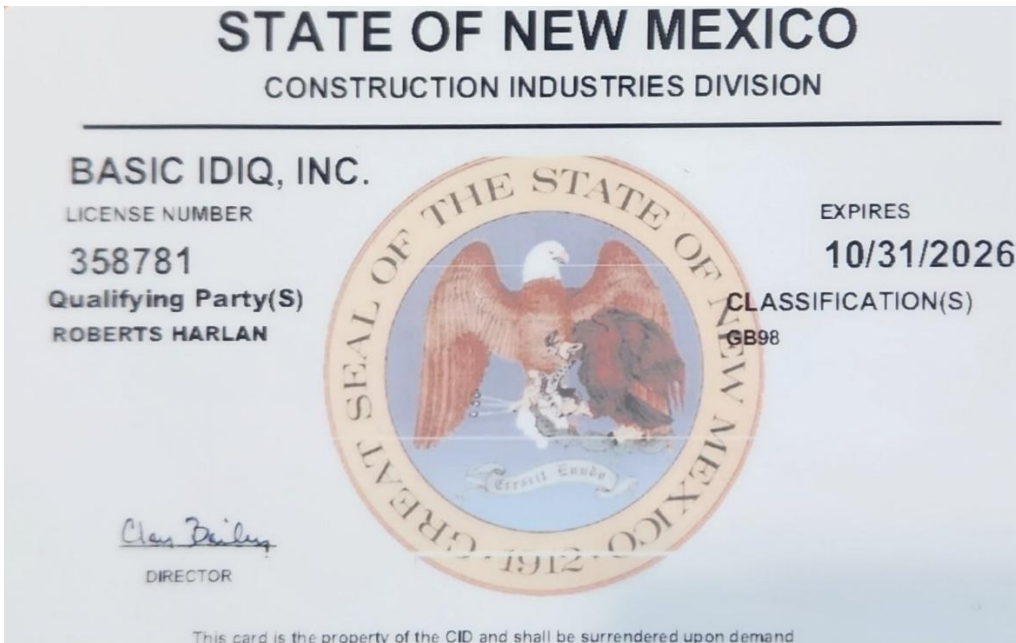 STATE OF NEW MEXICO
CONSTRUCTION INDUSTRIES DIVISION
BASIC IDIQ, INC.
LICENSE NUMBER
358781
Qualifying Party(S)
ROBERTS HARLAN
EXPIRES
10/31/2026
CLASSIFICATION(S)
GB98
GREAT SEAL OF THE STATE OF NEW MEXICO
·1912·
DIRECTOR
This card is the property of the CID and shall be surrendered upon demand